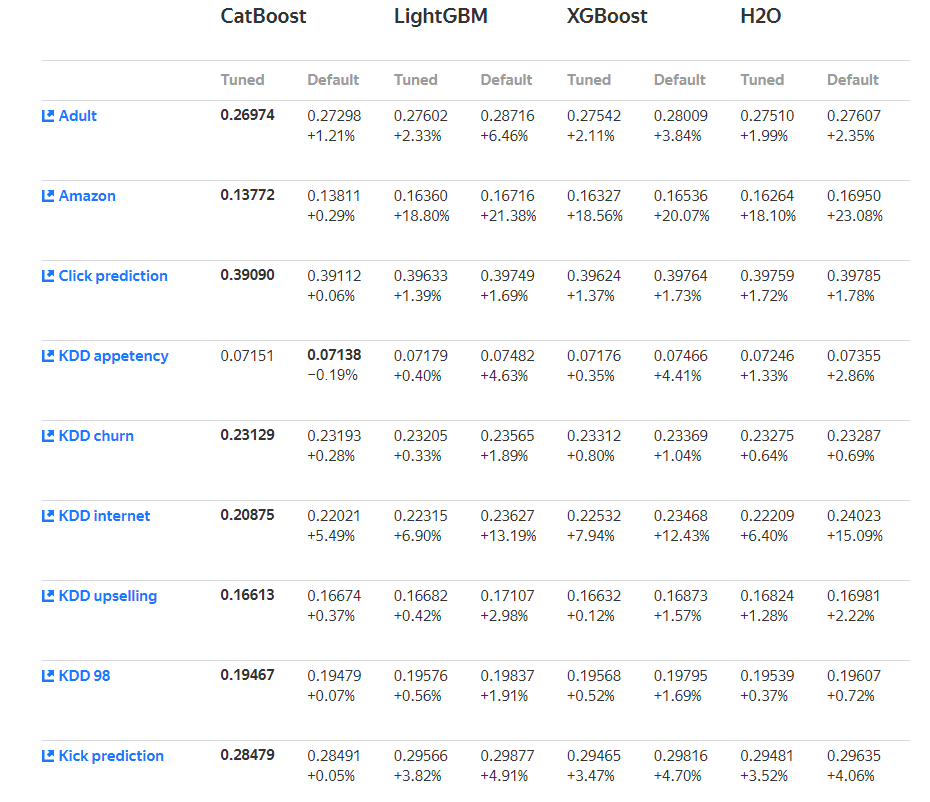 CatBoost LightGBM XGBoost H2O
Tuned Default Tuned Default Tuned Default Tuned Default
Adult 0.26974 0.27298 0.27602 0.28716 0.27542 0.28009 0.27510 0.27607
+1.21% +2.33% +6.46% +2.11% +3.84% +1.99% +2.35%
Amazon 0.13772 0.13811 0.16360 0.16716 0.16327 0.16536 0.16264 0.16950
+0.29% +18.80% +21.38% +18.56% +20.07% +18.10% +23.08%
Click prediction 0.39090 0.39112 0.39633 0.39749 0.39624 0.39764 0.39759 0.39785
+0.06% +1.39% +1.69% +1.37% +1.73% +1.72% +1.78%
KDD appetency 0.07151 0.07138 0.07179 0.07482 0.07176 0.07466 0.07246 0.07355
−0.19% +0.40% +4.63% +0.35% +4.41% +1.33% +2.86%
KDD churn 0.23129 0.23193 0.23205 0.23565 0.23312 0.23369 0.23275 0.23287
+0.28% +0.33% +1.89% +0.80% +1.04% +0.64% +0.69%
KDD internet 0.20875 0.22021 0.22315 0.23627 0.22532 0.23468 0.22209 0.24023
+5.49% +6.90% +13.19% +7.94% +12.43% +6.40% +15.09%
KDD upselling 0.16613 0.16674 0.16682 0.17107 0.16632 0.16873 0.16824 0.16981
+0.37% +0.42% +2.98% +0.12% +1.57% +1.28% +2.22%
KDD 98 0.19467 0.19479 0.19576 0.19837 0.19568 0.19795 0.19539 0.19607
+0.07% +0.56% +1.91% +0.52% +1.69% +0.37% +0.72%
Kick prediction 0.28479 0.28491 0.29566 0.29877 0.29465 0.29816 0.29481 0.29635
+0.05% +3.82% +4.91% +3.47% +4.70% +3.52% +4.06%